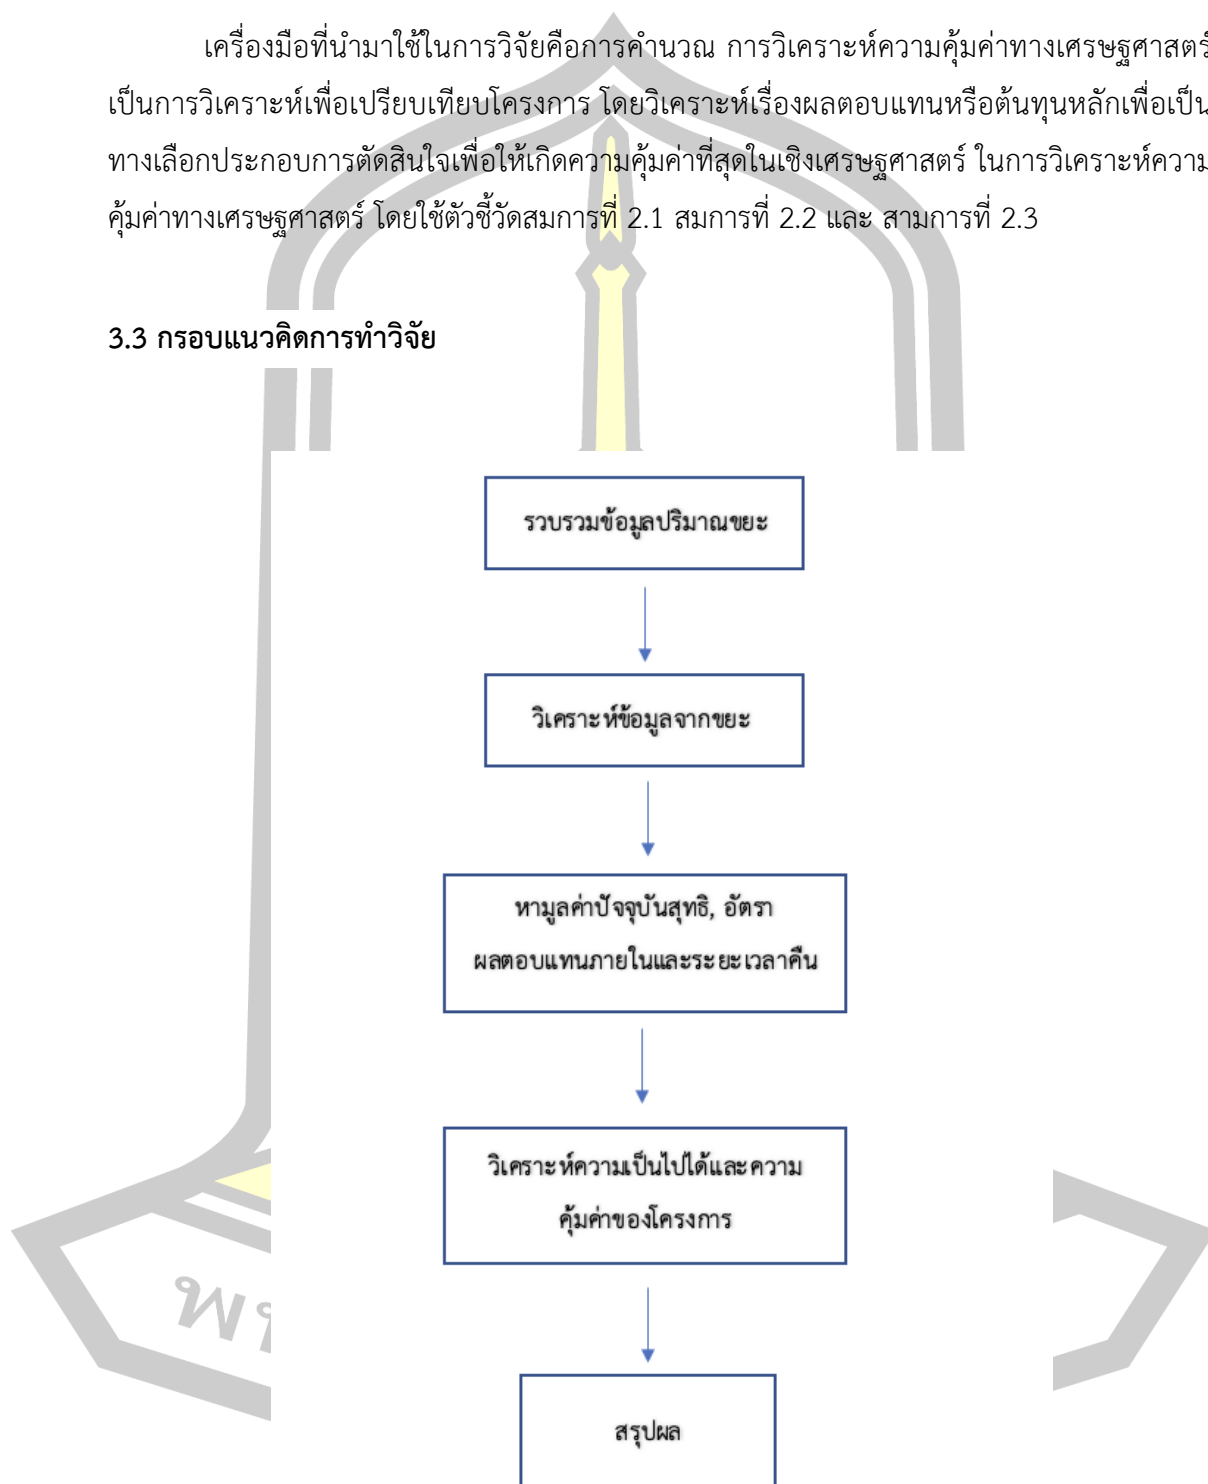 เครื่องมือที่นำมาใช้ในการวิจัยคือการคำนวณ การวิเคราะห์ความคุ้มค่าทางเศรษฐศาสตร์
เป็นการวิเคราะห์เพื่อเปรียบเทียบโครงการ โดยวิเคราะห์เรื่องผลตอบแทนหรือต้นทุนหลักเพื่อเป็น
ทางเลือกประกอบการตัดสินใจเพื่อให้เกิดความคุ้มค่าที่สุดในเชิงเศรษฐศาสตร์ ในการวิเคราะห์ความ
คุ้มค่าทางเศรษฐศาสตร์ โดยใช้ตัวชี้วัดสมการที่ 2.1 สมการที่ 2.2 และ สามการที่ 2.3
3.3 กรอบแนวคิดการทำวิจัย
รวบรวมข้อมูลปริมาณขยะ
วิเคราะห์ข้อมูลจากขยะ
หามูลค่าปัจจุบันสุทธิ, อัตรา
ผลตอบแทนภายในและระยะเวลาคืน
วิเคราะห์ความเป็นไปได้และความ
คุ้มค่าของโครงการ
สรุปผล